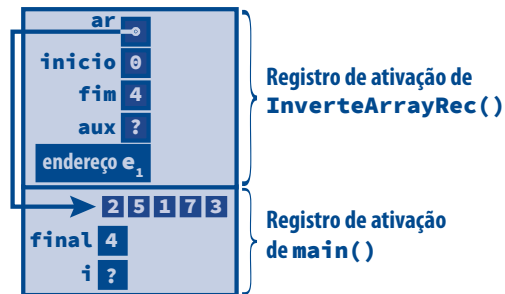 ar
inicio 0
fim 4
aux ?
endereço e1
Registro de ativação de
InverteArrayRec()
2 5 1 7 3
final 4
i ?
Registro de ativação
de main()